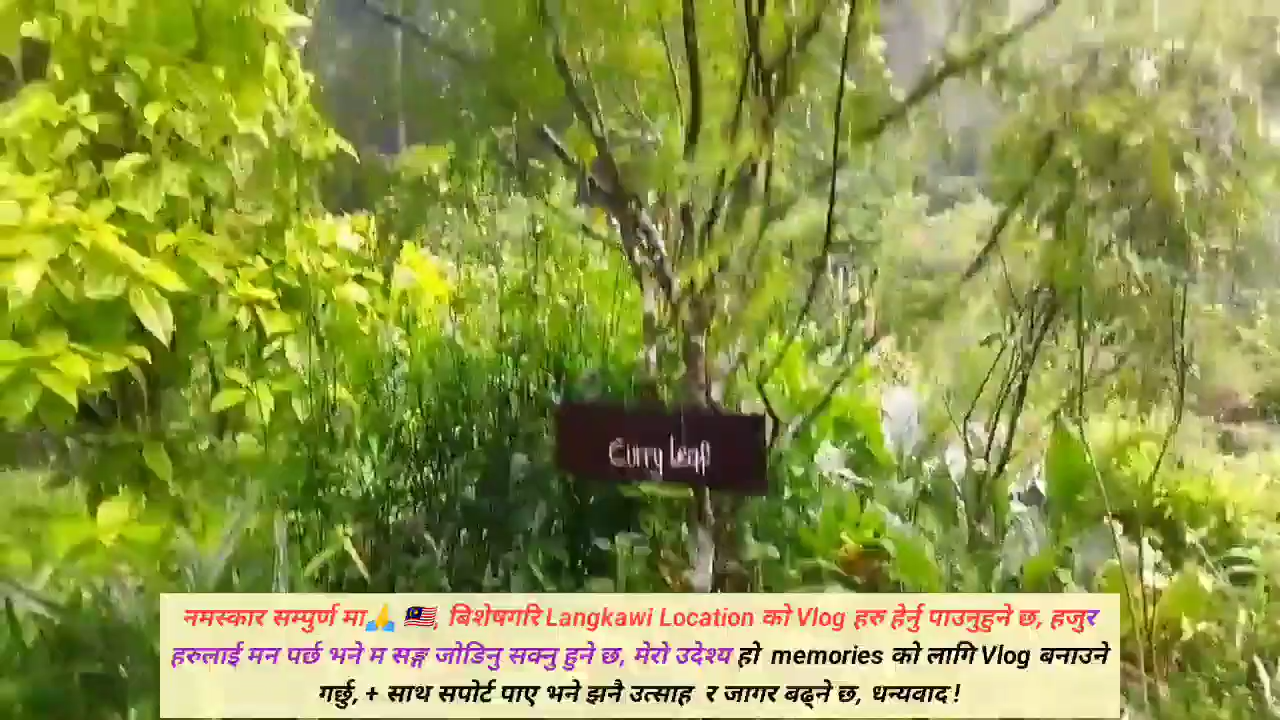 Curry Leaf
नमस्कार सम्पुर्ण मा🙏 🇲🇾, बिशेषगरि Langkawi Location को Vlog हरु हेर्नु पाउनुहुने छ, हजुर
हरुलाई मन पर्छ भने म सङ्ग जोडिनु सक्नु हुने छ, मेरो उदेश्य हो memories को लागि Vlog बनाउने
गर्छु, + साथ सपोर्ट पाए भने झनै उत्साह र जागर बढ्ने छ, धन्यवाद !